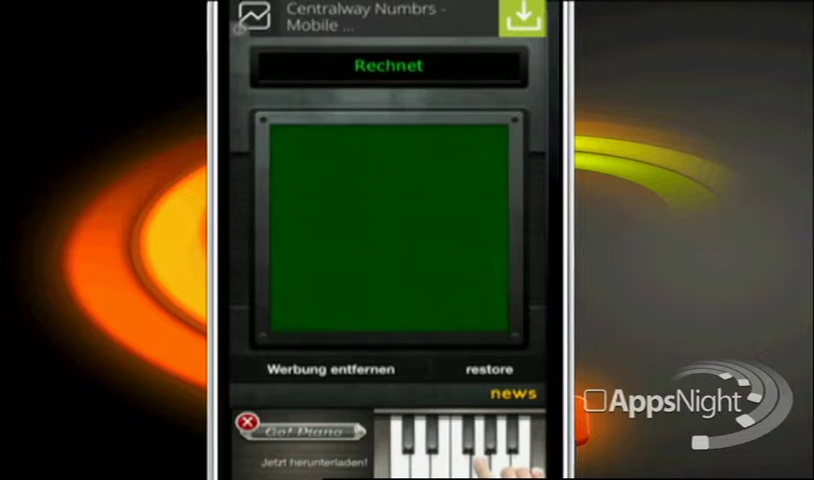 Centralway Numbrs -
Mobile ...
Rechnet
Werbung entfernen
restore
news
Go! Piano
Jetzt herunterladen!
AppsNight